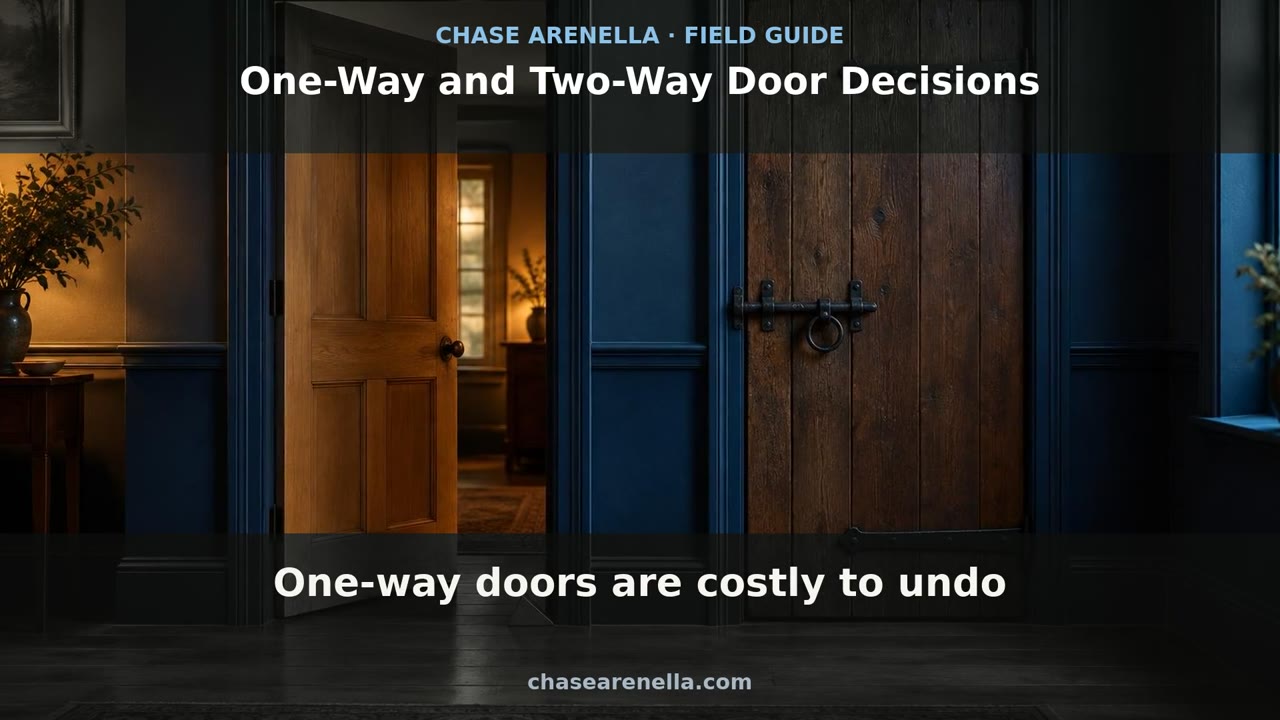 CHASE ARENELLA · FIELD GUIDE
One-Way and Two-Way Door Decisions
One-way doors are costly to undo
chasearenella.com